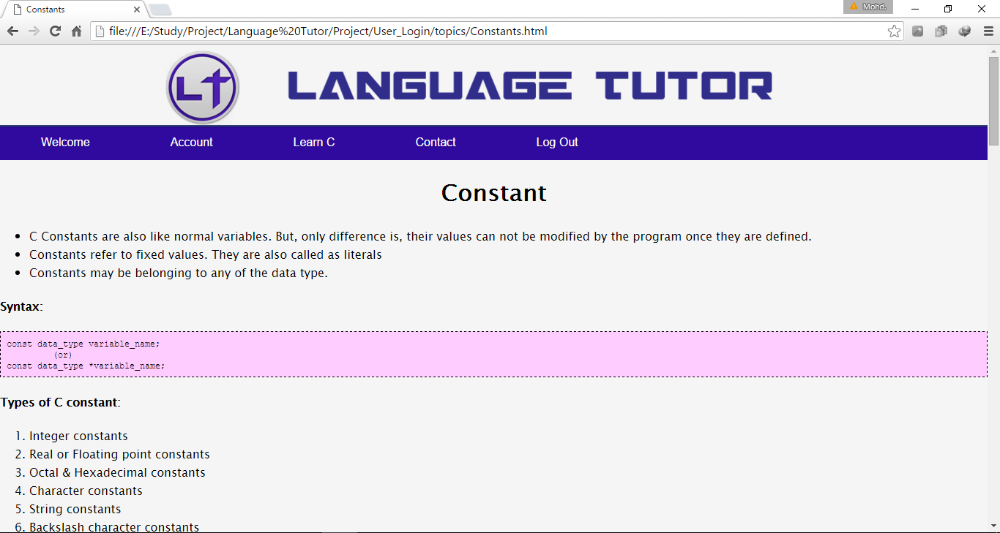 Constants
Mohd.
file:///E:/Study/Project/Language%20Tutor/Project/User_Login/topics/Constants.html
LT
LANGUAGE TUTOR
Welcome Account Learn C Contact Log Out
Constant
C Constants are also like normal variables. But, only difference is, their values can not be modified by the program once they are defined.
Constants refer to fixed values. They are also called as literals
Constants may be belonging to any of the data type.
Syntax:
const data_type variable_name;
(or)
const data_type *variable_name;
Types of C constant:
1. Integer constants
2. Real or Floating point constants
3. Octal & Hexadecimal constants
4. Character constants
5. String constants
6. Backslash character constants